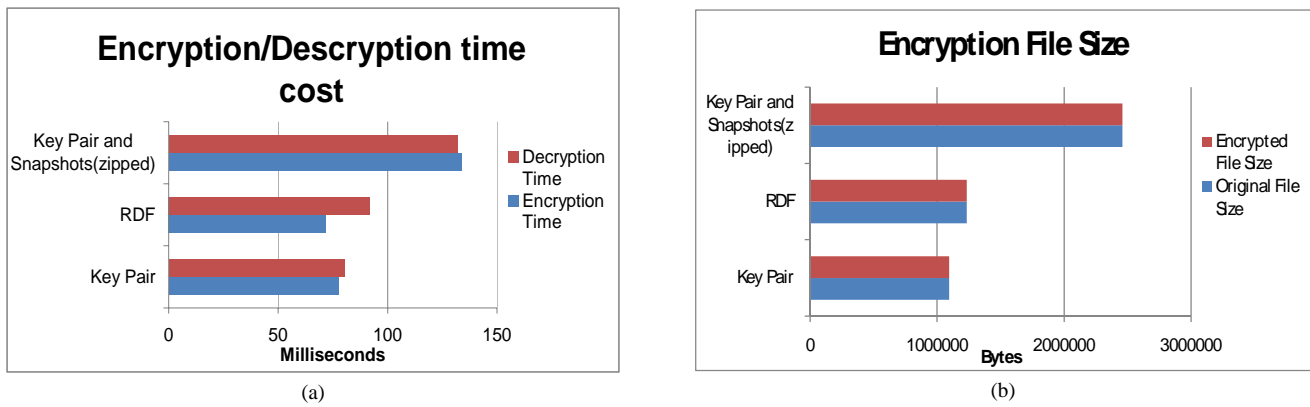 Encryption/Descryption time
cost
Key Pair and
Snapshots(zipped)
RDF
Key Pair
0
50
100
150
Milliseconds
Decryption
Time
Encryption
Time
(a)
Encryption File Size
Key Pair and
Snapshots(z
ipped)
RDF
Key Pair
0
1000000
2000000
3000000
Bytes
Encrypted
File Size
Original File
Size
(b)